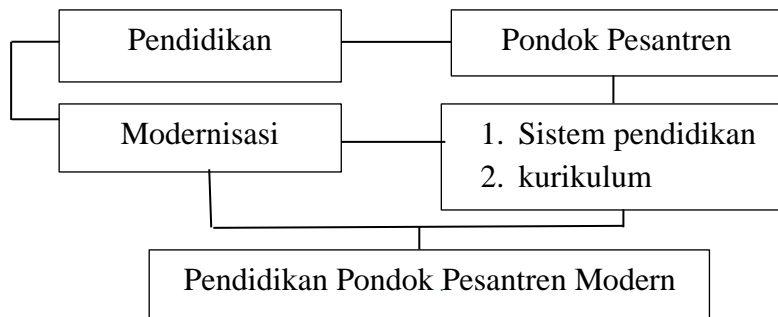 Pendidikan
Pondok Pesantren
Modernisasi
1. Sistem pendidikan
2. kurikulum
Pendidikan Pondok Pesantren Modern